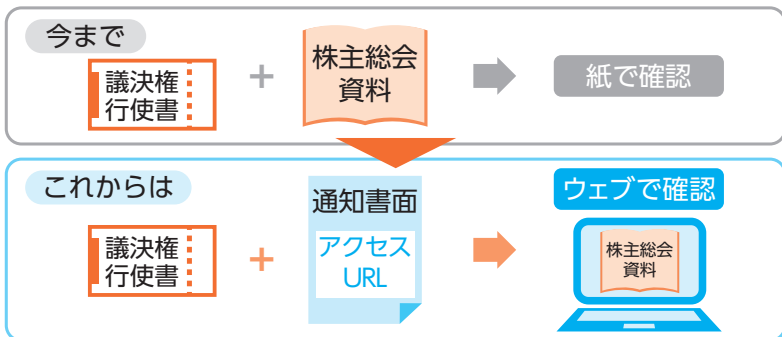 今まで
議決権
行使書
+
株主総会
資料
紙で確認
これからは
議決権
行使書
+
通知書面
アクセス
URL
ウェブで確認
株主総会
資料